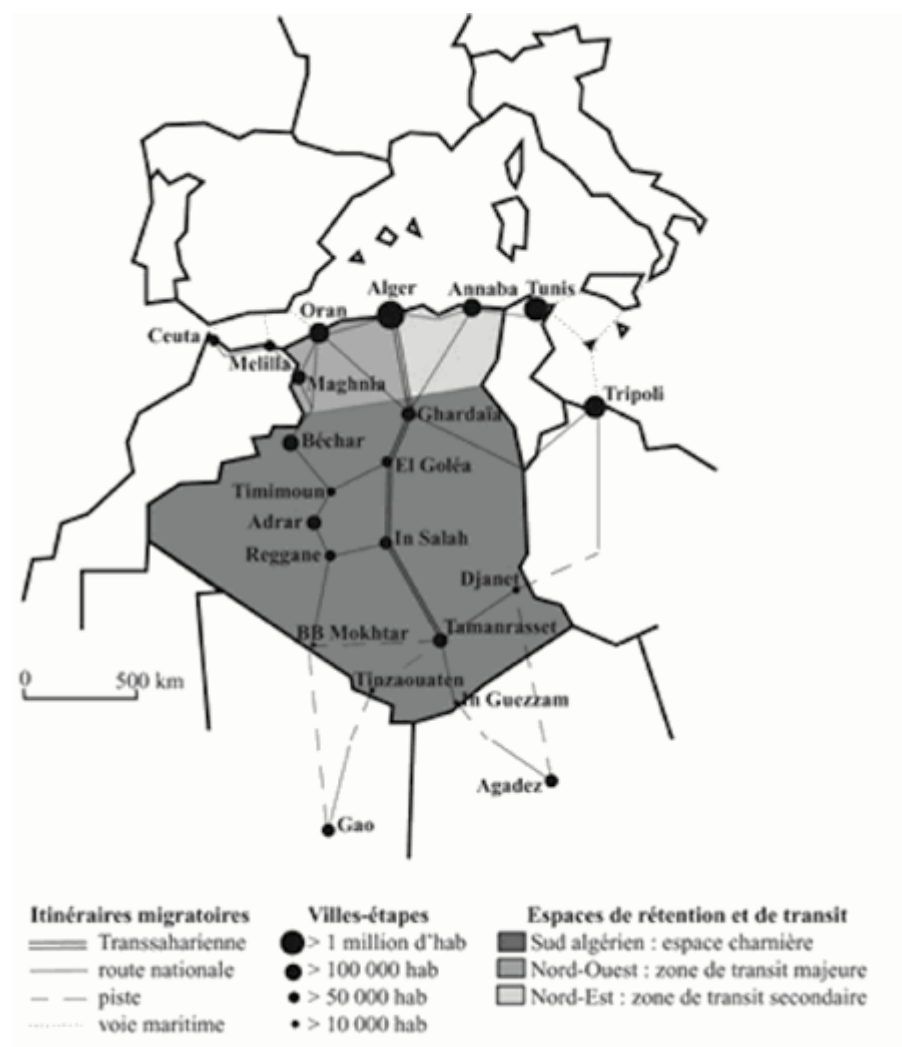 Alger
Annaba
Tunis
Oran
Ceuta
Melilla
Maghnia
Tripoli
Ghardaïa
Béchar
El Goléa
Timimoun
Adrar
In Salah
Reggane
Djanet
BB Mokhtar
Tamanrasset
0 500 km
Tinzaouaten
In Guezzam
Agadez
Gao
Itinéraires migratoires
Transsaharienne
route nationale
piste
voie maritime
Villes-étapes
> 1 million d'hab
> 100 000 hab
> 50 000 hab
> 10 000 hab
Espaces de rétention et de transit
Sud algérien : espace charnière
Nord-Ouest : zone de transit majeure
Nord-Est : zone de transit secondaire